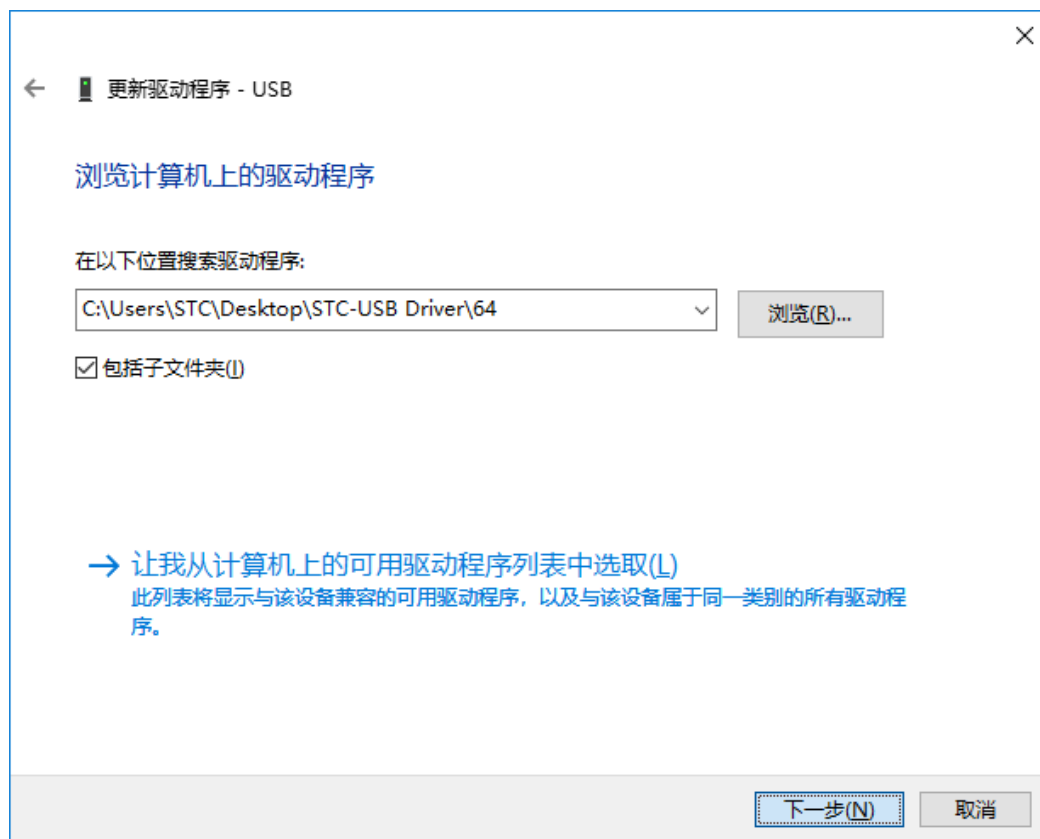 更新驱动程序 - USB
浏览计算机上的驱动程序
在以下位置搜索驱动程序:
C:\Users\STC\Desktop\STC-USB Driver\64
浏览(R)...
包括子文件夹(I)
让我从计算机上的可用驱动程序列表中选取(L)
此列表将显示与该设备兼容的可用驱动程序，以及与该设备属于同一类别的所有驱动程
序。
下一步(N)
取消